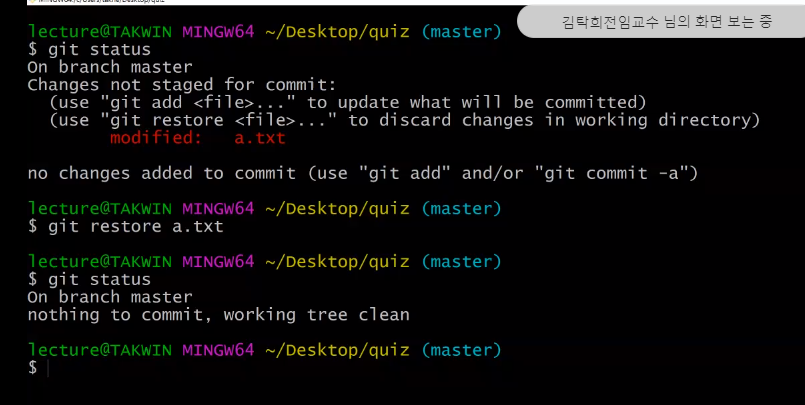 김탁희전임교수 님의 화면 보는 중
lecture@TAKWIN MINGW64 ~/Desktop/quiz (master)
$ git status
On branch master
Changes not staged for commit:
  (use "git add <file>..." to update what will be committed)
  (use "git restore <file>..." to discard changes in working directory)
        modified:   a.txt

no changes added to commit (use "git add" and/or "git commit -a")

lecture@TAKWIN MINGW64 ~/Desktop/quiz (master)
$ git restore a.txt

lecture@TAKWIN MINGW64 ~/Desktop/quiz (master)
$ git status
On branch master
nothing to commit, working tree clean

lecture@TAKWIN MINGW64 ~/Desktop/quiz (master)
$